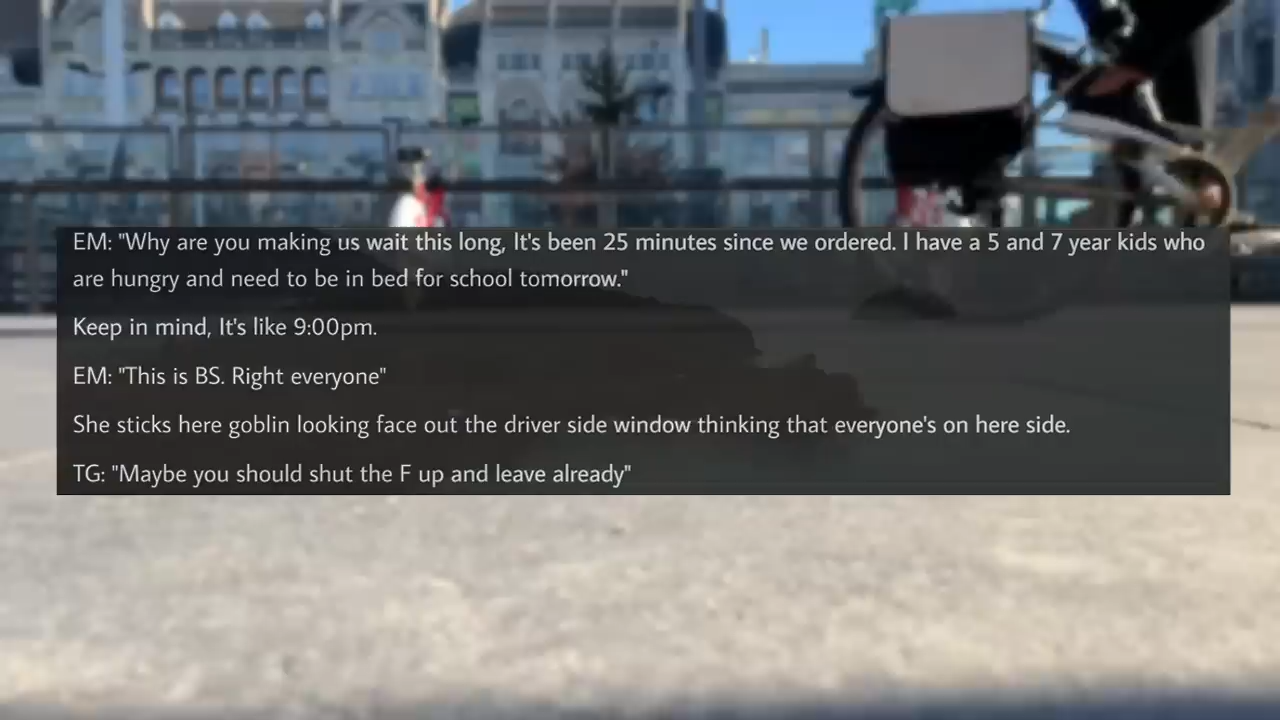 EM: "Why are you making us wait this long, It's been 25 minutes since we ordered. I have a 5 and 7 year kids who
are hungry and need to be in bed for school tomorrow."
Keep in mind, It's like 9:00pm.
EM: "This is BS. Right everyone"
She sticks here goblin looking face out the driver side window thinking that everyone's on here side.
TG: "Maybe you should shut the F up and leave already"